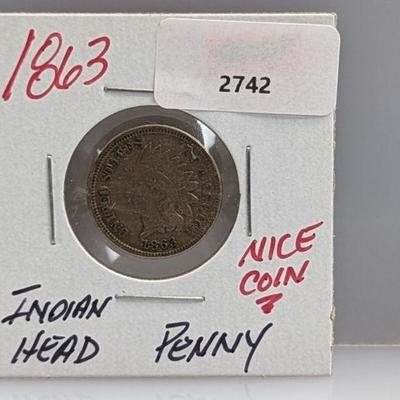 1863
2742
UNITED STATES OF AMERICA
1863
NICE
COIN
INDIAN
HEAD PENNY